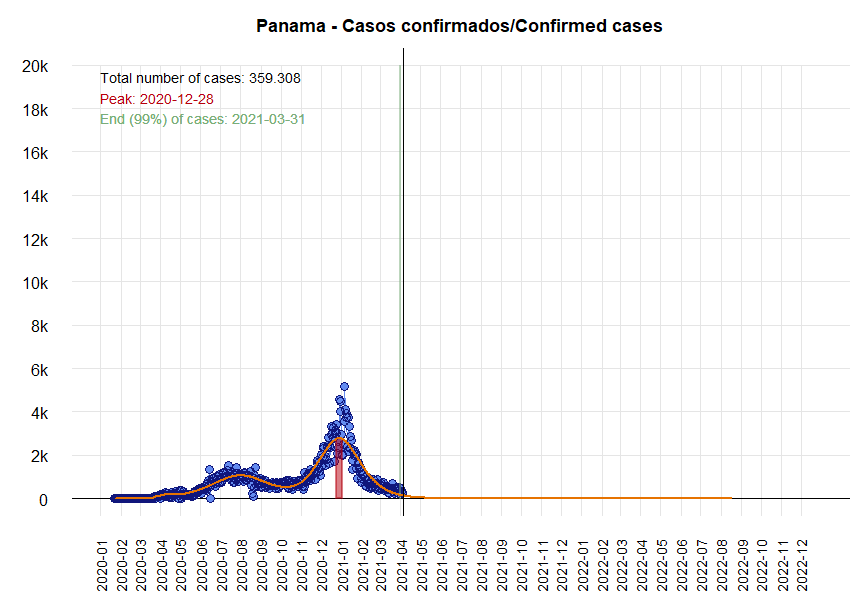 Panama - Casos confirmados/Confirmed cases
20k
Total number of cases: 359.308
Peak: 2020-12-28
End (99%) of cases: 2021-03-31
18k
16k
14k
12k
10k
8k
6k
4k
2k
0
2020-01
2020-02
2020-03
2020-04
2020-05
2020-06
2020-07
2020-08
2020-09
2020-10
2020-11
2020-12
2021-01
2021-02
2021-03
2021-04
2021-05
2021-06
2021-07
2021-08
2021-09
2021-10
2021-11
2021-12
2022-01
2022-02
2022-03
2022-04
2022-05
2022-06
2022-07
2022-08
2022-09
2022-10
2022-11
2022-12